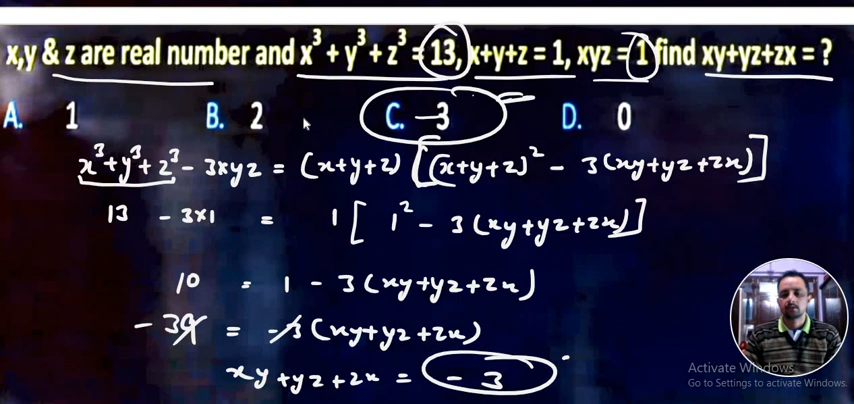 x,y & z are real number and x³ + y³ + z³ = 13, x+y+z = 1, xyz = 1 find xy+yz+zx = ?
A. 1 B. 2 C. –3 D. 0
x³+y³+z³ - 3xyz = (x+y+z) [(x+y+z)² - 3(xy+yz+zx)]
13 - 3×1 = 1 [ 1² - 3(xy+yz+zx)]
10 = 1 - 3(xy+yz+zx)
= -3(xy+yz+zx)
xy+yz+zx = -3
Activate Windows
Go to Settings to activate Windows.